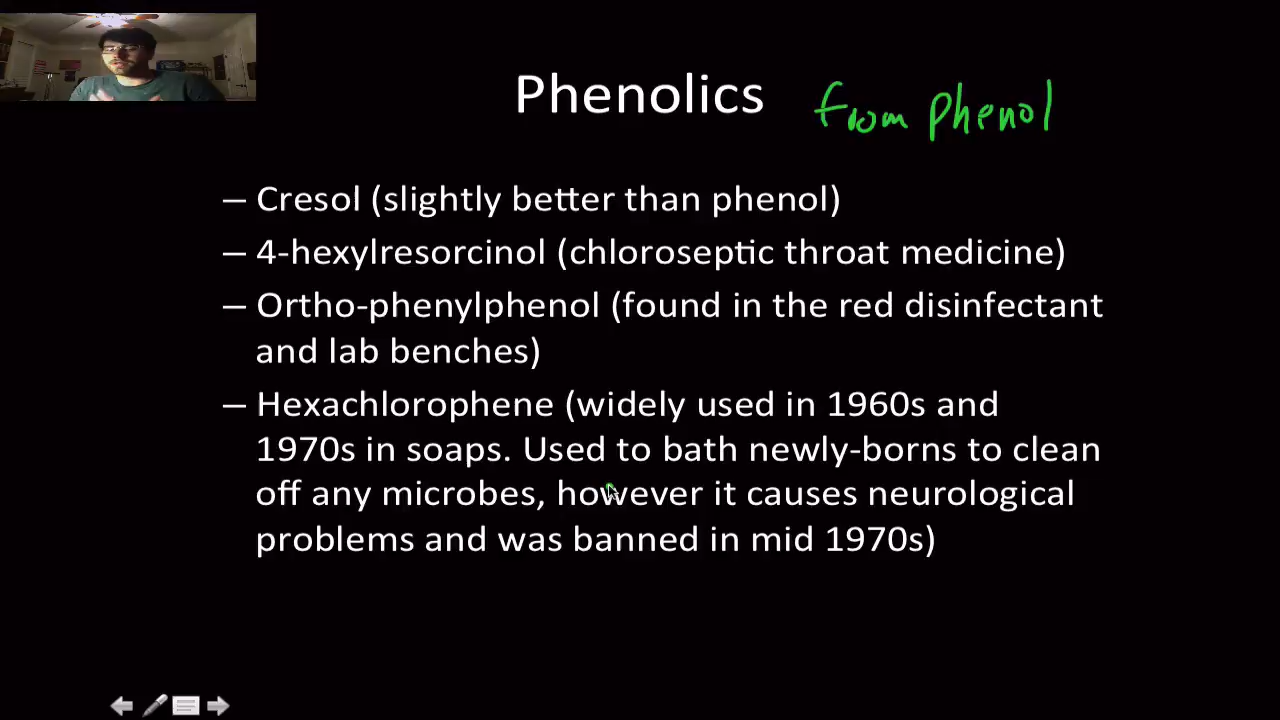 Phenolics from phenol
– Cresol (slightly better than phenol)
– 4-hexylresorcinol (chloroseptic throat medicine)
– Ortho-phenylphenol (found in the red disinfectant
and lab benches)
– Hexachlorophene (widely used in 1960s and
1970s in soaps. Used to bath newly-borns to clean
off any microbes, however it causes neurological
problems and was banned in mid 1970s)